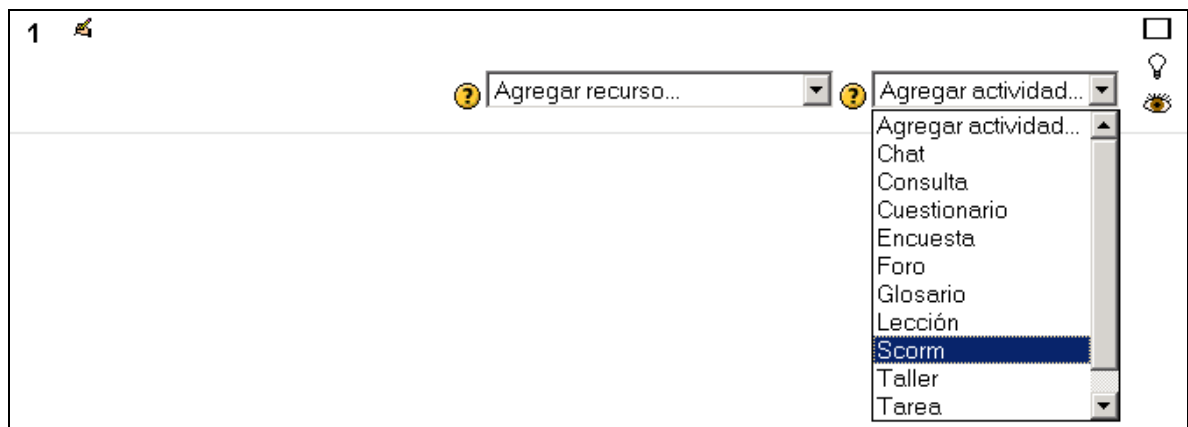 1
Agregar recurso...
Agregar actividad...
Agregar actividad...
Chat
Consulta
Cuestionario
Encuesta
Foro
Glosario
Lección
Scorm
Taller
Tarea